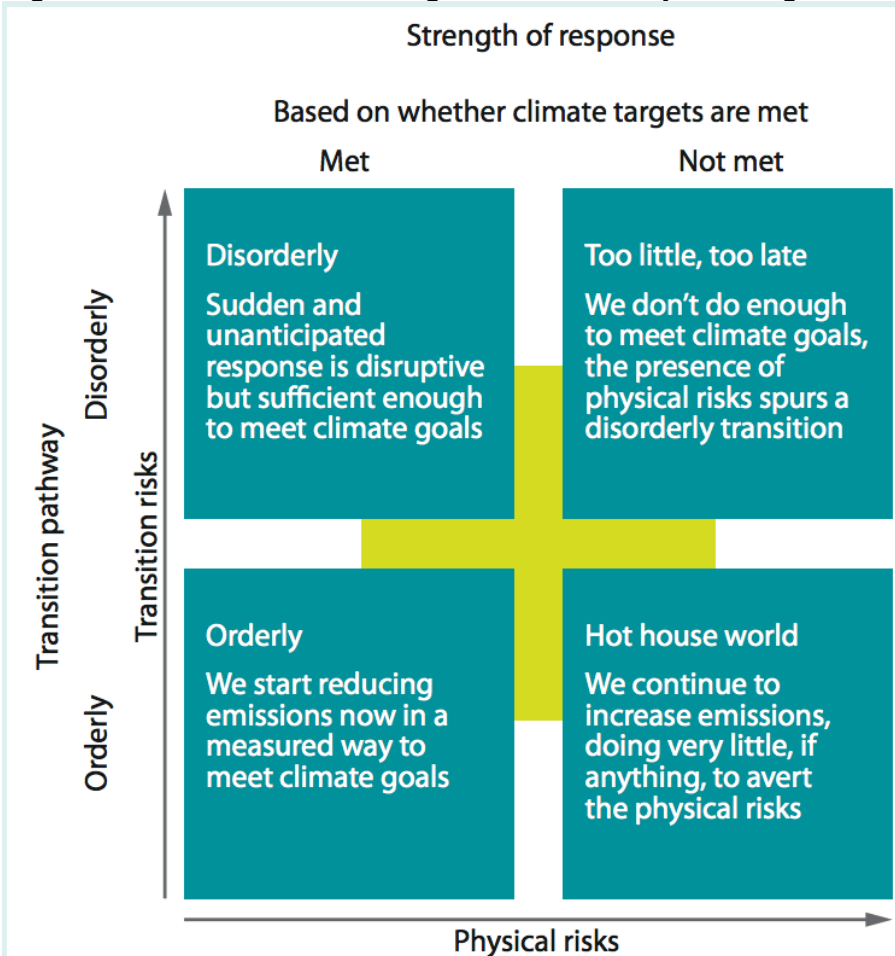 Strength of response
Based on whether climate targets are met
Met
Not met
Transition pathway
Disorderly
Orderly
Transition risks
Disorderly
Sudden and
unanticipated
response is disruptive
but sufficient enough
to meet climate goals
Too little, too late
We don’t do enough
to meet climate goals,
the presence of
physical risks spurs a
disorderly transition
Orderly
We start reducing
emissions now in a
measured way to
meet climate goals
Hot house world
We continue to
increase emissions,
doing very little, if
anything, to avert
the physical risks
Physical risks